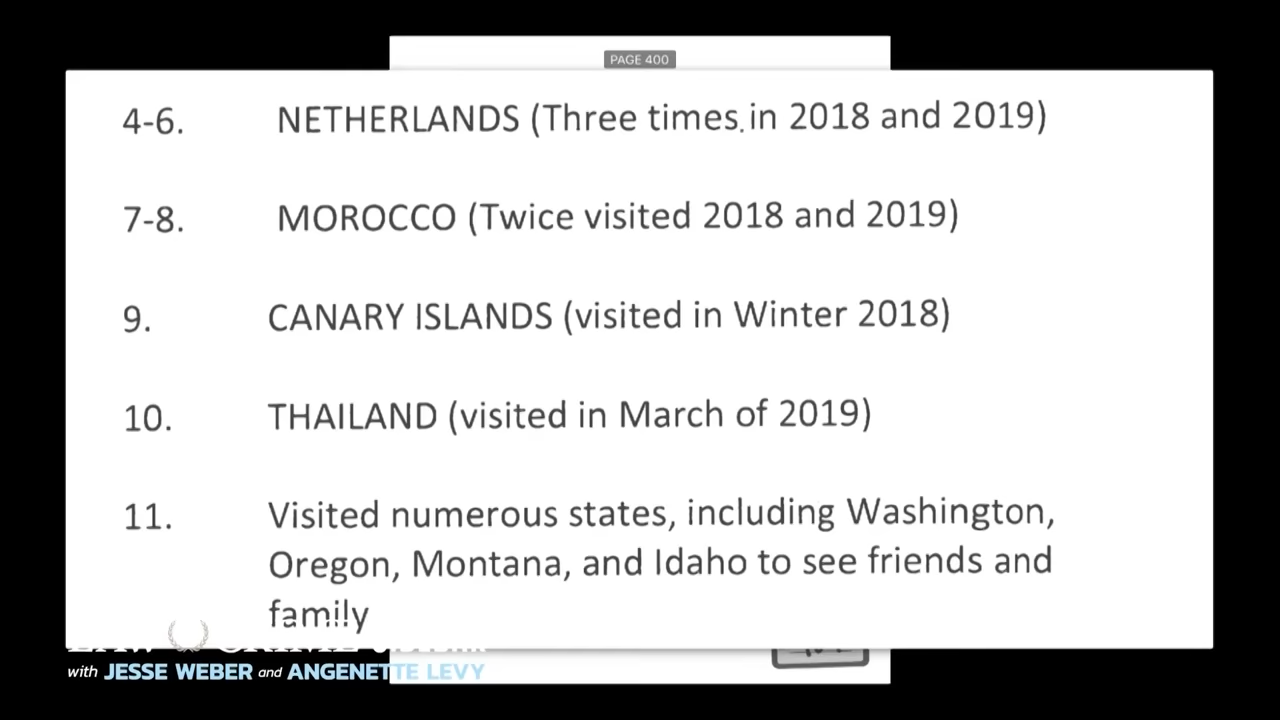 PAGE 400
4-6. NETHERLANDS (Three times in 2018 and 2019)
7-8. MOROCCO (Twice visited 2018 and 2019)
9. CANARY ISLANDS (visited in Winter 2018)
10. THAILAND (visited in March of 2019)
11. Visited numerous states, including Washington,
Oregon, Montana, and Idaho to see friends and
family
with JESSE WEBER and ANGENETTE LEVY